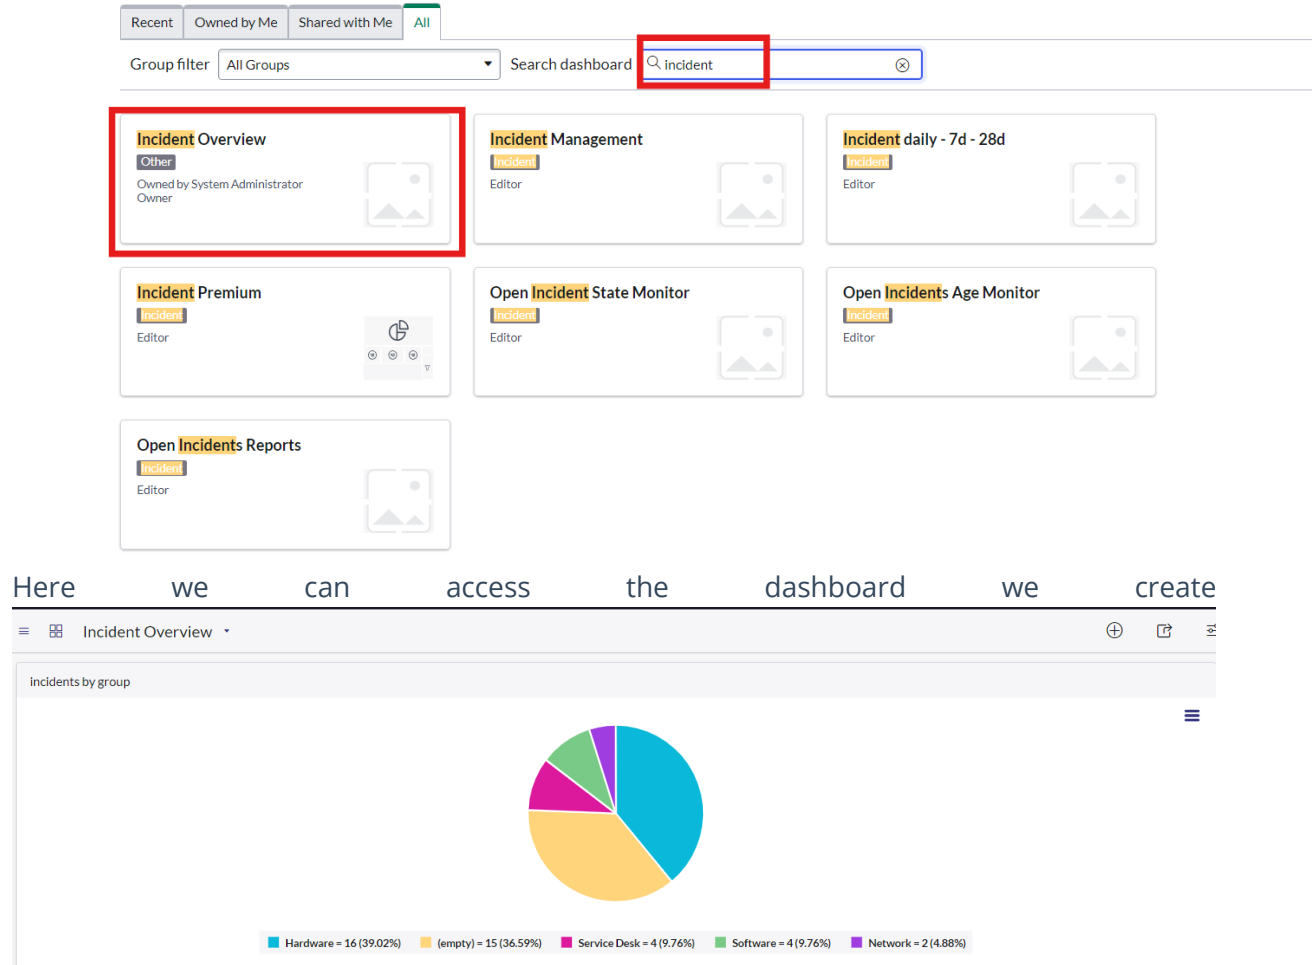 Recent Owned by Me Shared with Me All
Group filter All Groups Search dashboard incident
Incident Overview
Other
Owned by System Administrator
Owner
Incident Management
Incident
Editor
Incident daily - 7d - 28d
Incident
Editor
Incident Premium
Incident
Editor
Open Incident State Monitor
Incident
Editor
Open Incidents Age Monitor
Incident
Editor
Open Incidents Reports
Incident
Editor
Here we can access the dashboard we create
Incident Overview
incidents by group
Hardware = 16 (39.02%) (empty) = 15 (36.59%) Service Desk = 4 (9.76%) Software = 4 (9.76%) Network = 2 (4.88%)